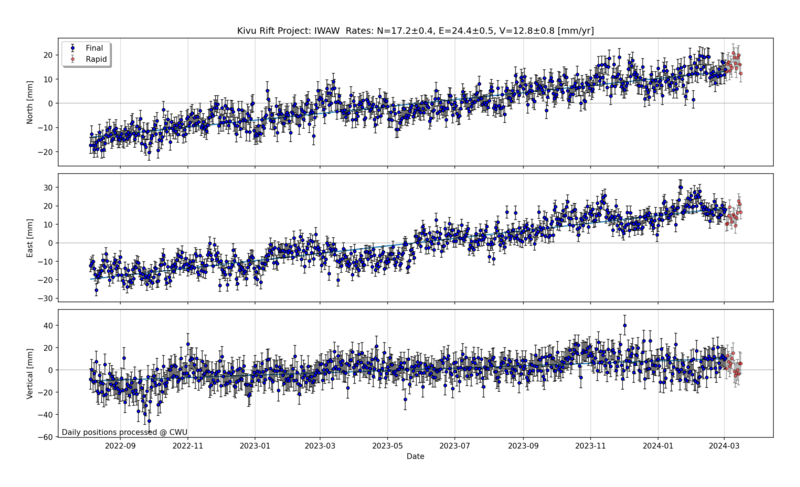 Kivu Rift Project: IWAW Rates: N=17.2±0.4, E=24.4±0.5, V=12.8±0.8 [mm/yr]
Final
Rapid
North [mm]
20
10
0
−10
−20
East [mm]
30
20
10
0
−10
−20
−30
Vertical [mm]
40
20
0
−20
−40
−60
Daily positions processed @ CWU
2022-09 2022-11 2023-01 2023-03 2023-05 2023-07 2023-09 2023-11 2024-01 2024-03
Date